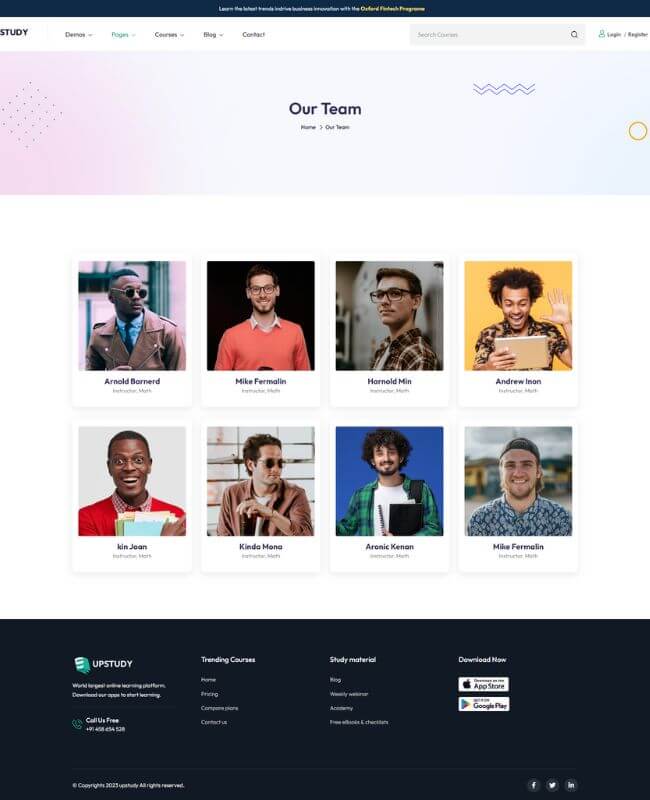 Learn the latest trends indrive business innovation with the Oxford Fintech Programe
STUDY
Demos
Pages
Courses
Blog
Contact
Search Courses
Login / Register
Our Team
Home > Our Team
Arnold Barnerd
Instructor, Math
Mike Fermalin
Instructor, Math
Harnold Min
Instructor, Math
Andrew Inan
Instructor, Math
kin Joan
Instructor, Math
Kinda Mona
Instructor, Math
Aronic Kenan
Instructor, Math
Mike Fermalin
Instructor, Math
UPSTUDY
World largest online learning platform.
Download our apps to start learning.
Call Us Free
+91 458 654 528
Trending Courses
Home
Pricing
Compare plans
Contact us
Study material
Blog
Weekly webinar
Academy
Free eBooks & checklists
Download Now
Download on the
App Store
GET IT ON
Google Play
© Copyrights 2023 upstudy All rights reserved.